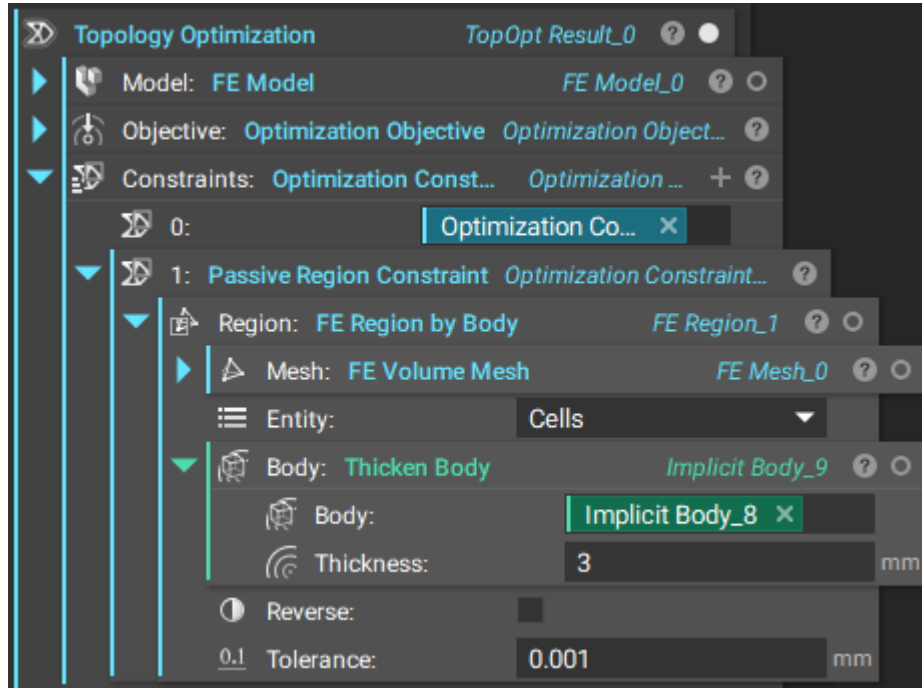 Topology Optimization TopOpt Result_0 ?
Model: FE Model FE Model_0 ?
Objective: Optimization Objective Optimization Object... ?
Constraints: Optimization Const... Optimization ... + ?
0: Optimization Co... ×
1: Passive Region Constraint Optimization Constraint... ?
Region: FE Region by Body FE Region_1 ?
Mesh: FE Volume Mesh FE Mesh_0 ?
Entity: Cells
Body: Thicken Body Implicit Body_9 ?
Body: Implicit Body_8 ×
Thickness: 3 mm
Reverse:
0.1 Tolerance: 0.001 mm